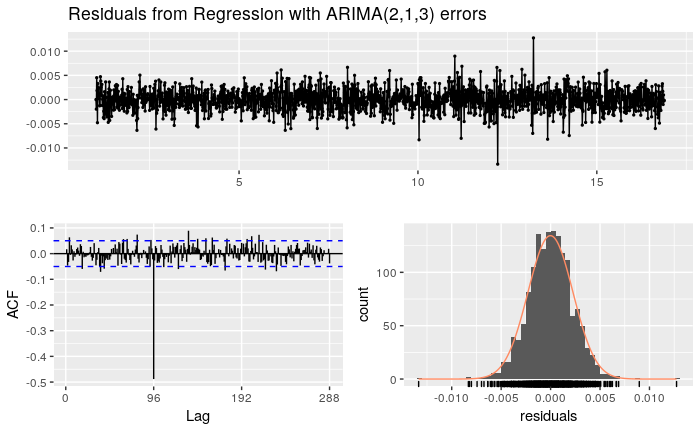 Residuals from Regression with ARIMA(2,1,3) errors
0.010
0.005
0.000
-0.005
-0.010
5 10 15
0.1
0.0
-0.1
-0.2
-0.3
-0.4
-0.5
ACF
0 96 192 288
Lag
100
50
0
count
-0.010 -0.005 0.000 0.005 0.010
residuals